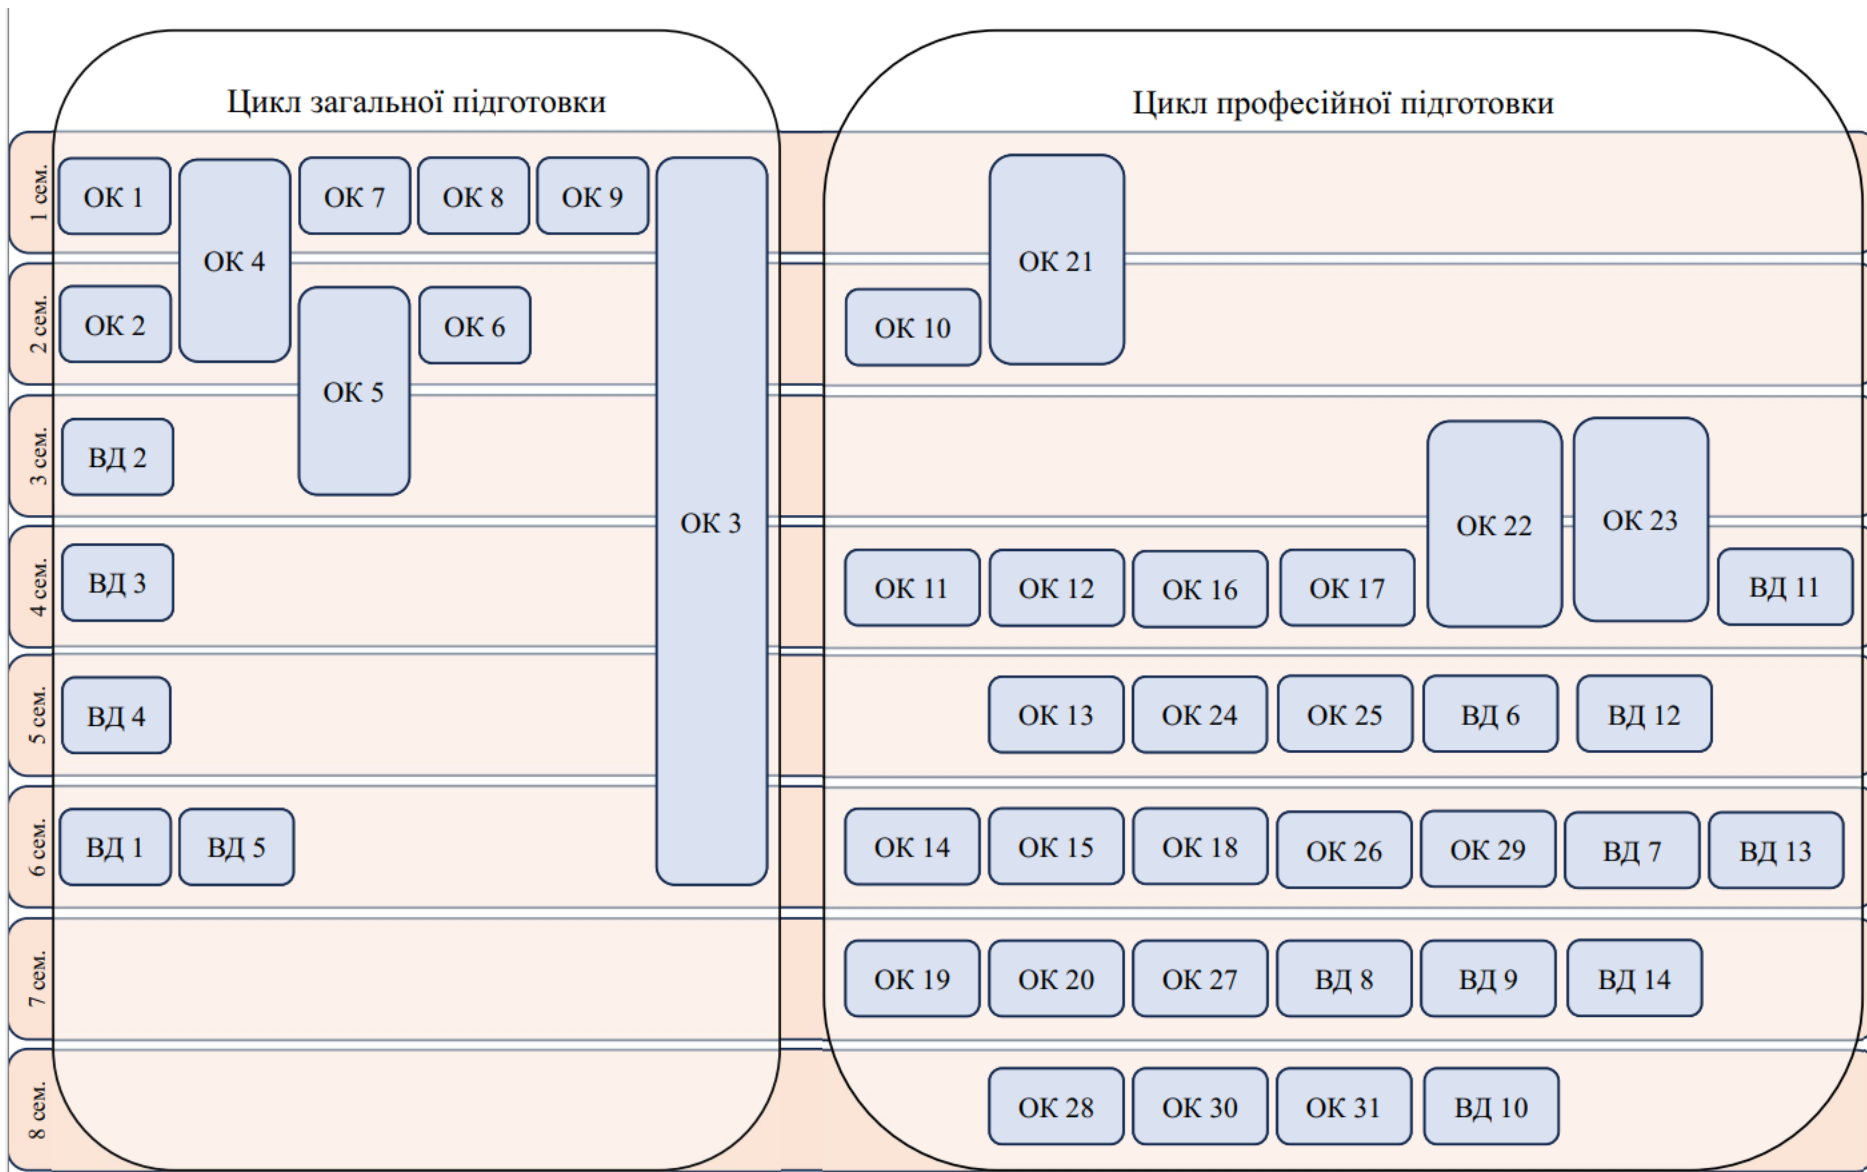 Цикл загальної підготовки
Цикл професійної підготовки
1 сем.
ОК 1
ОК 4
ОК 7
ОК 8
ОК 9
ОК 3
ОК 21
2 сем.
ОК 2
ОК 5
ОК 6
ОК 10
3 сем.
ВД 2
ОК 22
ОК 23
4 сем.
ВД 3
ОК 11
ОК 12
ОК 16
ОК 17
ВД 11
5 сем.
ВД 4
ОК 13
ОК 24
ОК 25
ВД 6
ВД 12
6 сем.
ВД 1
ВД 5
ОК 14
ОК 15
ОК 18
ОК 26
ОК 29
ВД 7
ВД 13
7 сем.
ОК 19
ОК 20
ОК 27
ВД 8
ВД 9
ВД 14
8 сем.
ОК 28
ОК 30
ОК 31
ВД 10